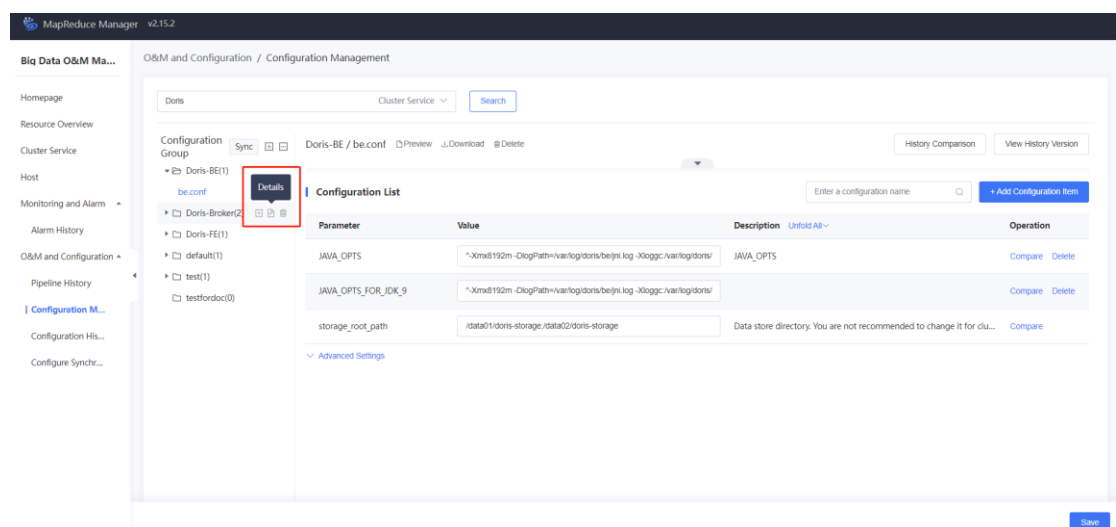 MapReduce Manager v2.15.2
Big Data O&M Ma...
O&M and Configuration / Configuration Management
Homepage
Resource Overview
Cluster Service
Host
Monitoring and Alarm
Alarm History
O&M and Configuration
Pipeline History
Configuration M...
Configuration His...
Configure Synchr...
Doris
Cluster Service
Search
Configuration Group
Sync
Doris-BE(1)
be.conf
Details
Doris-Broker(2)
Doris-FE(1)
default(1)
test(1)
testfordoc(0)
Doris-BE / be.conf Preview Download Delete
History Comparison
View History Version
Configuration List
Enter a configuration name
+ Add Configuration Item
Parameter Value Description Unfold All Operation
JAVA_OPTS "-Xmx8192m -DlogPath=/var/log/doris/be/jni.log -Xloggc:/var/log/doris/ JAVA_OPTS Compare Delete
JAVA_OPTS_FOR_JDK_9 "-Xmx8192m -DlogPath=/var/log/doris/be/jni.log -Xloggc:/var/log/doris/ Compare Delete
storage_root_path /data01/doris-storage;/data02/doris-storage Data store directory. You are not recommended to change it for clu... Compare
Advanced Settings
Save